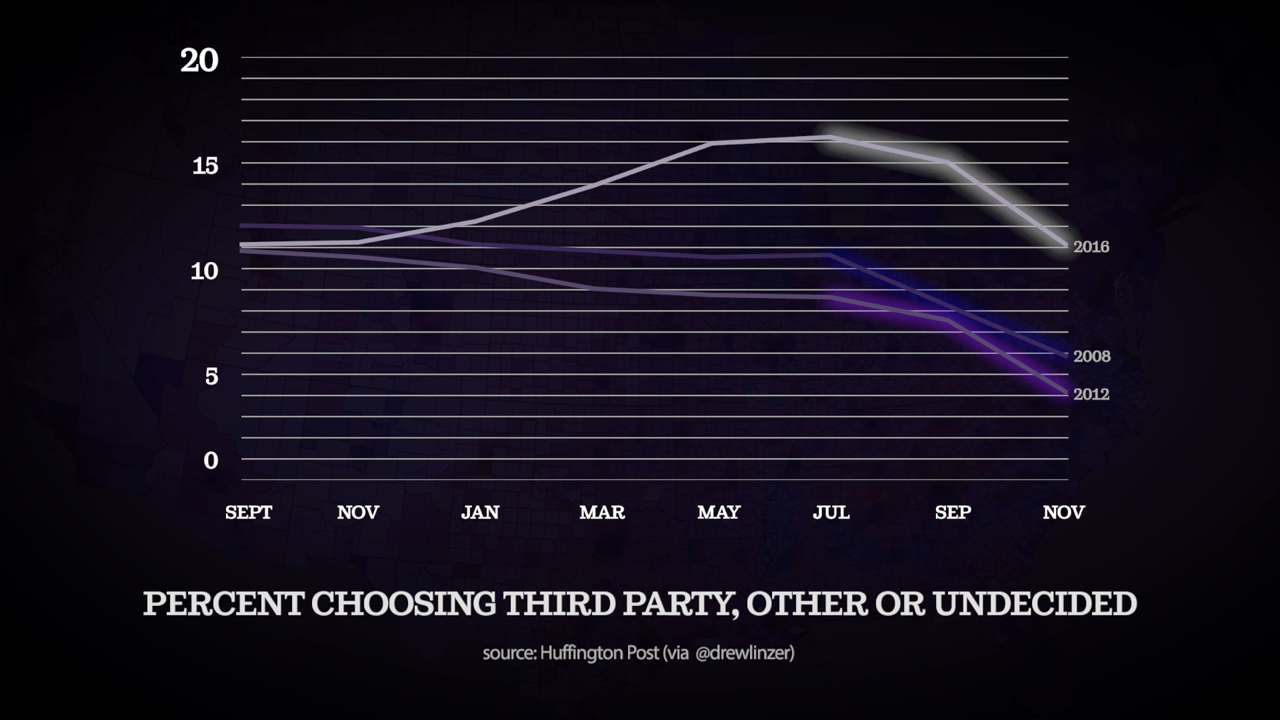 20
15
10
5
0
2016
2008
2012
SEPT NOV JAN MAR MAY JUL SEP NOV
PERCENT CHOOSING THIRD PARTY, OTHER OR UNDECIDED
source: Huffington Post (via @drewlinzer)